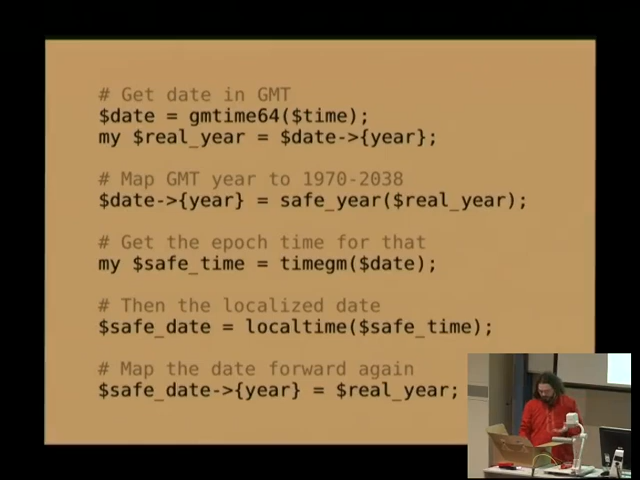 # Get date in GMT
$date = gmtime64($time);
my $real_year = $date->{year};
# Map GMT year to 1970-2038
$date->{year} = safe_year($real_year);
# Get the epoch time for that
my $safe_time = timegm($date);
# Then the localized date
$safe_date = localtime($safe_time);
# Map the date forward again
$safe_date->{year} = $real_year;